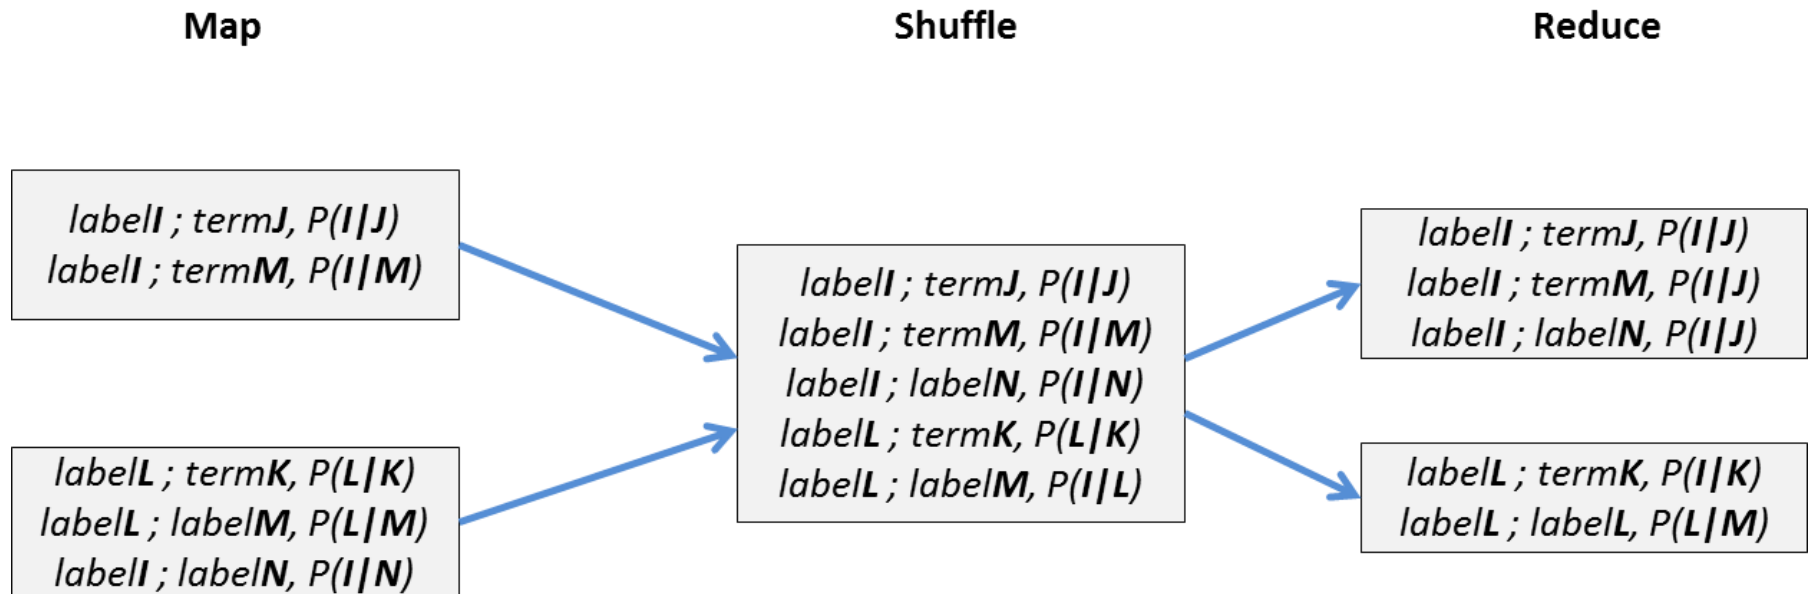 Map
Shuffle
Reduce
labelI ; termJ, P(I|J)
labelI ; termM, P(I|M)
labelL ; termK, P(L|K)
labelL ; labelM, P(L|M)
labelI ; labelN, P(I|N)
labelI ; termJ, P(I|J)
labelI ; termM, P(I|M)
labelI ; labelN, P(I|N)
labelL ; termK, P(L|K)
labelL ; labelM, P(I|L)
labelI ; termJ, P(I|J)
labelI ; termM, P(I|J)
labelI ; labelN, P(I|J)
labelL ; termK, P(I|K)
labelL ; labelL, P(L|M)